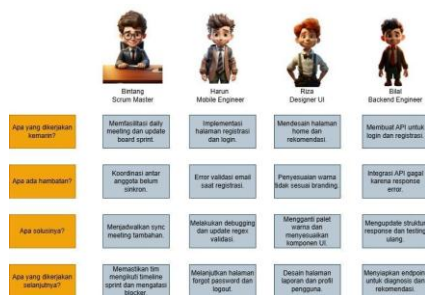 Bintang
Scrum Master
Harun
Mobile Engineer
Riza
Designer UI
Bilal
Backend Engineer
Apa yang dikerjakan
kemarin?
Memfasilitasi daily
meeting dan update
board sprint.
Implementasi
halaman registrasi
dan login.
Mendesain halaman
home dan
rekomendasi.
Membuat API untuk
login dan registrasi.
Apa ada hambatan?
Koordinasi antar
anggota belum
sinkron.
Error validasi email
saat registrasi.
Penyesuaian warna
tidak sesuai branding.
Integrasi API gagal
karena response
error.
Apa solusinya?
Menjadwalkan sync
meeting tambahan.
Melakukan debugging
dan update regex
validasi.
Mengganti palet
warna dan
menyesuaikan
komponen UI.
Mengupdate struktur
response dan testing
ulang.
Apa yang dikerjakan
selanjutnya?
Memastikan tim
mengikuti timeline
sprint dan mengatasi
blocker.
Melanjutkan halaman
forgot password dan
logout.
Desain halaman
laporan dan profil
pengguna
Menyiapkan endpoint
untuk diagnosis dan
rekomendasi.